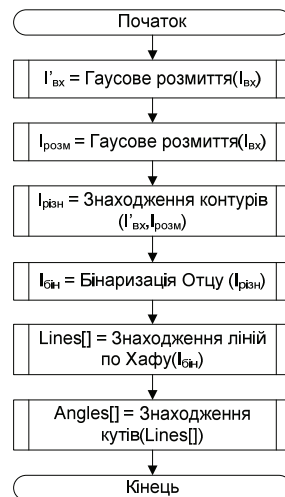 Початок
I'вх = Гаусове розмиття(Iвх)
Iрозм = Гаусове розмиття(Iвх)
Iрізн = Знаходження контурів
(I'вх,Iрозм)
Iбін = Бінаризація Отцу (Iрізн)
Lines[] = Знаходження ліній
по Хафу(Iбін)
Angles[] = Знаходження
кутів(Lines[])
Кінець